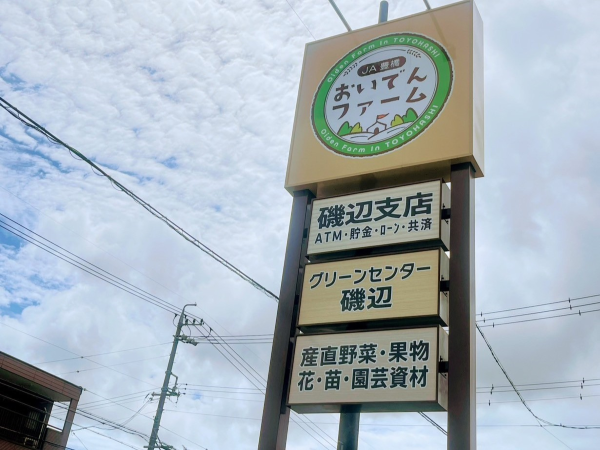 Oiden Farm in TOYOHASHI
JA豊橋
おいでん
ファーム
Oiden Farm in TOYOHASHI
磯辺支店
ATM・貯金・ローン・共済
グリーンセンター
磯辺
産直野菜・果物
花・苗・園芸資材